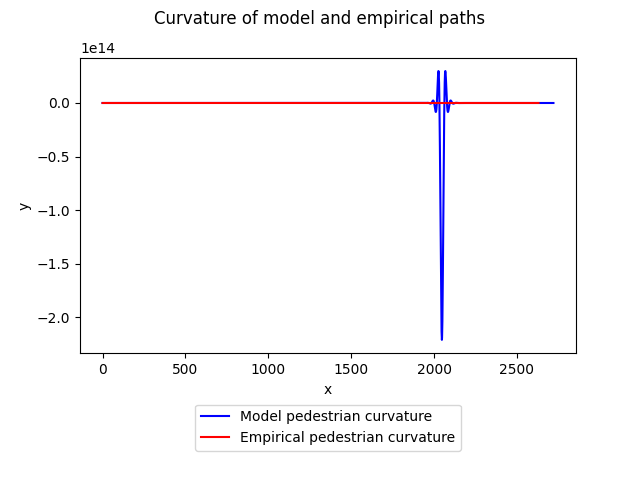 Curvature of model and empirical paths
1e14
0.0
−0.5
−1.0
−1.5
−2.0
y
0 500 1000 1500 2000 2500
x
Model pedestrian curvature
Empirical pedestrian curvature